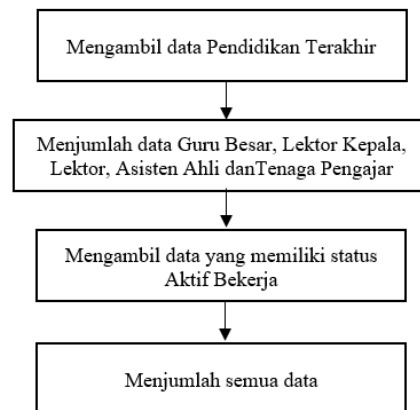 Mengambil data Pendidikan Terakhir
Menjumlah data Guru Besar, Lektor Kepala,
Lektor, Asisten Ahli danTenaga Pengajar
Mengambil data yang memiliki status
Aktif Bekerja
Menjumlah semua data